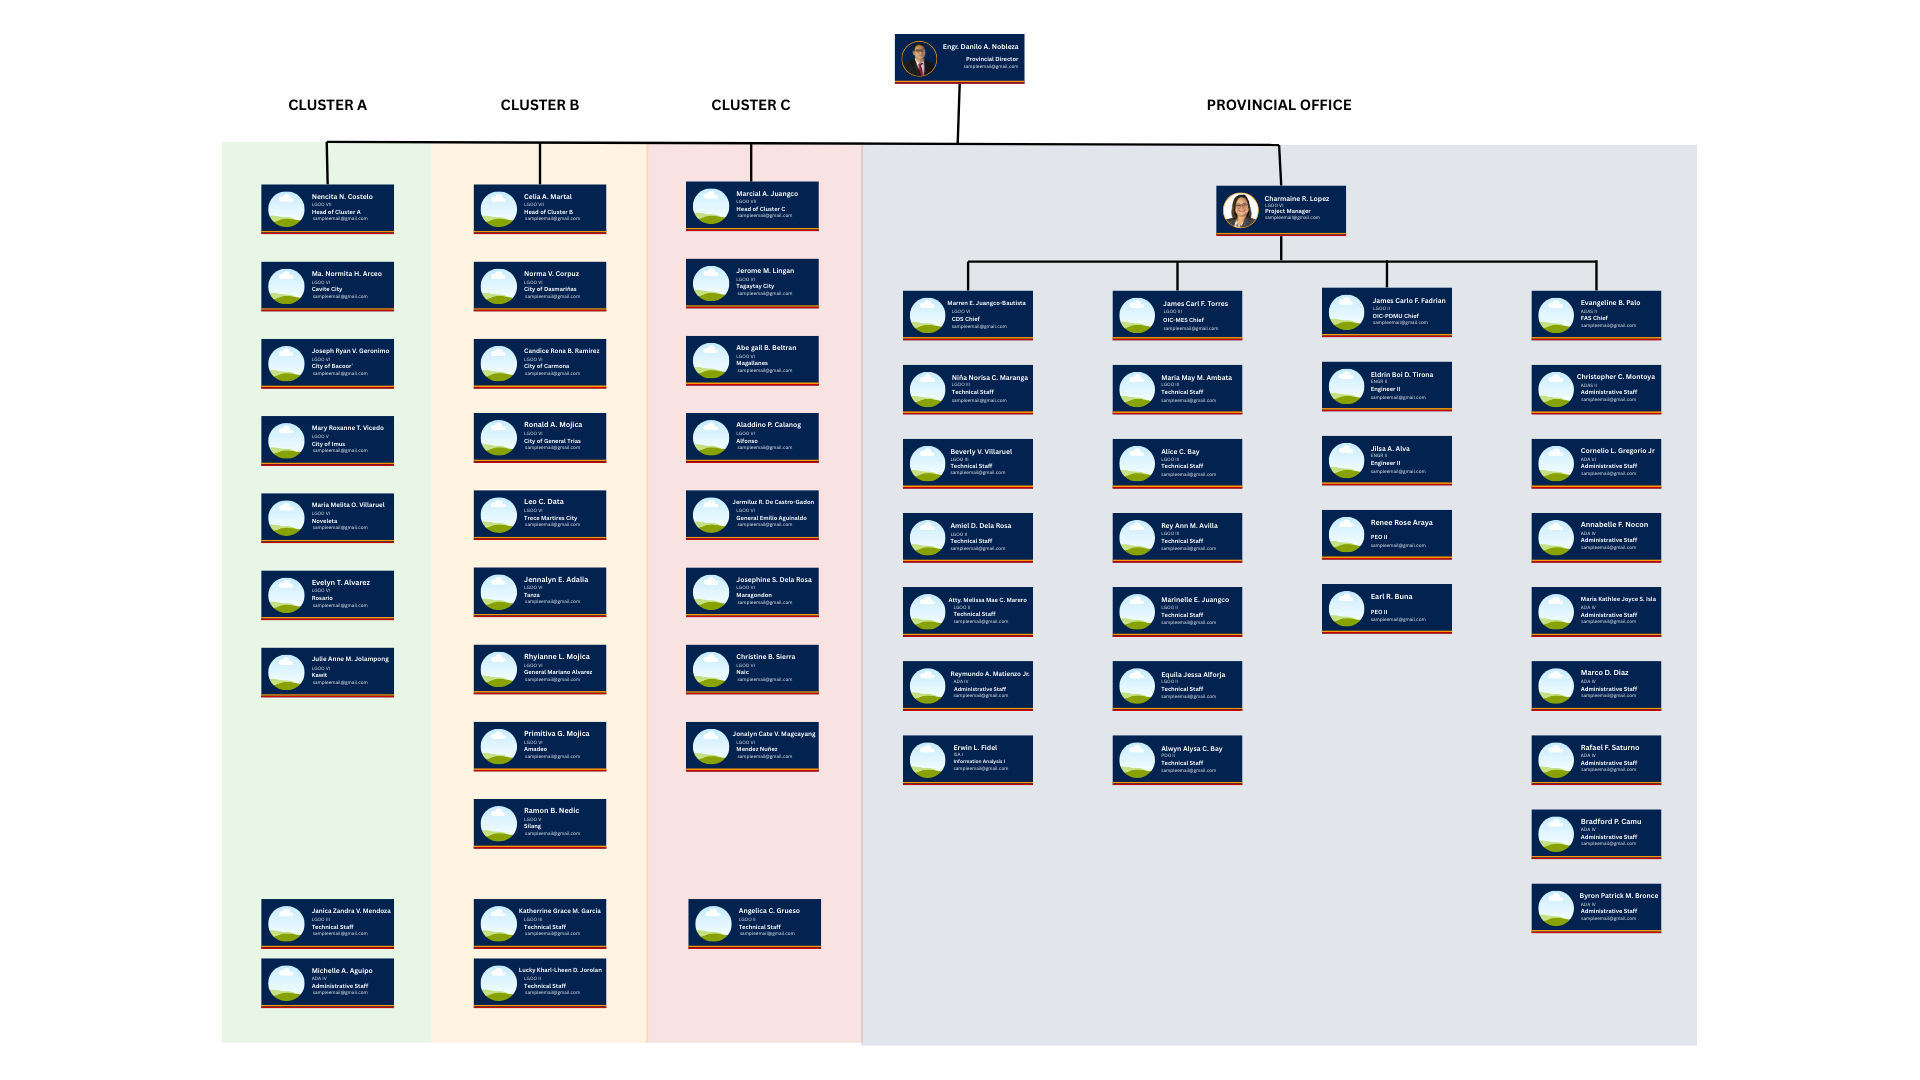 Engr. Danilo A. Nobleza
Provincial Director
sampleemail@gmail.com
CLUSTER A
CLUSTER B
CLUSTER C
PROVINCIAL OFFICE
Nencita N. Costelo
LGOO VII
Head of Cluster A
sampleemail@gmail.com
Ma. Normita H. Arceo
LGOO VI
Cavite City
sampleemail@gmail.com
Joseph Ryan V. Geronimo
LGOO VI
City of Bacoor
sampleemail@gmail.com
Mary Roxanne T. Vicedo
LGOO V
City of Imus
sampleemail@gmail.com
Maria Melita O. Villaruel
LGOO VI
Noveleta
sampleemail@gmail.com
Evelyn T. Alvarez
LGOO VI
Rosario
sampleemail@gmail.com
Julie Anne M. Jolampong
LGOO VI
Kawit
sampleemail@gmail.com
Janica Zandra V. Mendoza
LGOO III
Technical Staff
sampleemail@gmail.com
Michelle A. Aguipo
ADA IV
Administrative Staff
sampleemail@gmail.com
Celia A. Martal
LGOO VII
Head of Cluster B
sampleemail@gmail.com
Norma V. Corpuz
LGOO VI
City of Dasmariñas
sampleemail@gmail.com
Candice Rona B. Ramirez
LGOO VI
City of Carmona
sampleemail@gmail.com
Ronald A. Mojica
LGOO VI
City of General Trias
sampleemail@gmail.com
Leo C. Data
LGOO VI
Trece Martires City
sampleemail@gmail.com
Jennalyn E. Adalia
LGOO VI
Tanza
sampleemail@gmail.com
Rhyianne L. Mojica
LGOO VI
General Mariano Alvarez
sampleemail@gmail.com
Primitiva G. Mojica
LGOO VI
Amadeo
sampleemail@gmail.com
Ramon B. Nedic
LGOO V
Silang
sampleemail@gmail.com
Katherrine Grace M. Garcia
LGOO III
Technical Staff
sampleemail@gmail.com
Lucky Kharl-Lheen D. Jorolan
LGOO II
Technical Staff
sampleemail@gmail.com
Marcial A. Juangco
LGOO VII
Head of Cluster C
sampleemail@gmail.com
Jerome M. Lingan
LGOO VI
Tagaytay City
sampleemail@gmail.com
Abe gail B. Beltran
LGOO VI
Magallanes
sampleemail@gmail.com
Aladdino P. Calanog
LGOO VI
Alfonso
sampleemail@gmail.com
Jermiluz R. De Castro-Gadon
LGOO VI
General Emilio Aguinaldo
sampleemail@gmail.com
Josephine S. Dela Rosa
LGOO VI
Maragondon
sampleemail@gmail.com
Christine B. Sierra
LGOO VI
Naic
sampleemail@gmail.com
Jonalyn Cate V. Magcayang
LGOO VI
Mendez Nuñez
sampleemail@gmail.com
Angelica C. Grueso
LGOO II
Technical Staff
sampleemail@gmail.com
Charmaine R. Lopez
LGOO VI
Project Manager
sampleemail@gmail.com
Marren E. Juangco-Bautista
LGOO VI
CDS Chief
sampleemail@gmail.com
Niña Norisa C. Maranga
LGOO III
Technical Staff
sampleemail@gmail.com
Beverly V. Villaruel
LGOO III
Technical Staff
sampleemail@gmail.com
Amiel D. Dela Rosa
LGOO II
Technical Staff
sampleemail@gmail.com
Atty. Melissa Mae C. Marero
LGOO II
Technical Staff
sampleemail@gmail.com
Reymundo A. Matienzo Jr.
ADA IV
Administrative Staff
sampleemail@gmail.com
Erwin L. Fidel
ISA I
Information Analysis I
sampleemail@gmail.com
James Carl F. Torres
LGOO III
OIC-MES Chief
sampleemail@gmail.com
Maria May M. Ambata
LGOO III
Technical Staff
sampleemail@gmail.com
Alice C. Bay
LGOO III
Technical Staff
sampleemail@gmail.com
Rey Ann M. Avilla
LGOO III
Technical Staff
sampleemail@gmail.com
Marinelle E. Juangco
LGOO II
Technical Staff
sampleemail@gmail.com
Equila Jessa Alforja
LGOO II
Technical Staff
sampleemail@gmail.com
Alwyn Alysa C. Bay
PDO II
Technical Staff
sampleemail@gmail.com
James Carlo F. Fadrian
LGOO II
OIC-PDMU Chief
sampleemail@gmail.com
Eldrin Boi D. Tirona
ENGR II
Engineer II
sampleemail@gmail.com
Jilsa A. Alva
ENGR II
Engineer II
sampleemail@gmail.com
Renee Rose Araya
PEO II
sampleemail@gmail.com
Earl R. Buna
PEO II
sampleemail@gmail.com
Evangeline B. Palo
ADAS II
FAS Chief
sampleemail@gmail.com
Christopher C. Montoya
ADAS II
Administrative Staff
sampleemail@gmail.com
Cornelio L. Gregorio Jr
ADA VI
Administrative Staff
sampleemail@gmail.com
Annabelle F. Nocon
ADA IV
Administrative Staff
sampleemail@gmail.com
Maria Kathlee Joyce S. Isla
ADA IV
Administrative Staff
sampleemail@gmail.com
Marco D. Diaz
ADA IV
Administrative Staff
sampleemail@gmail.com
Rafael F. Saturno
ADA IV
Administrative Staff
sampleemail@gmail.com
Bradford P. Camu
ADA IV
Administrative Staff
sampleemail@gmail.com
Byron Patrick M. Bronce
ADA IV
Administrative Staff
sampleemail@gmail.com